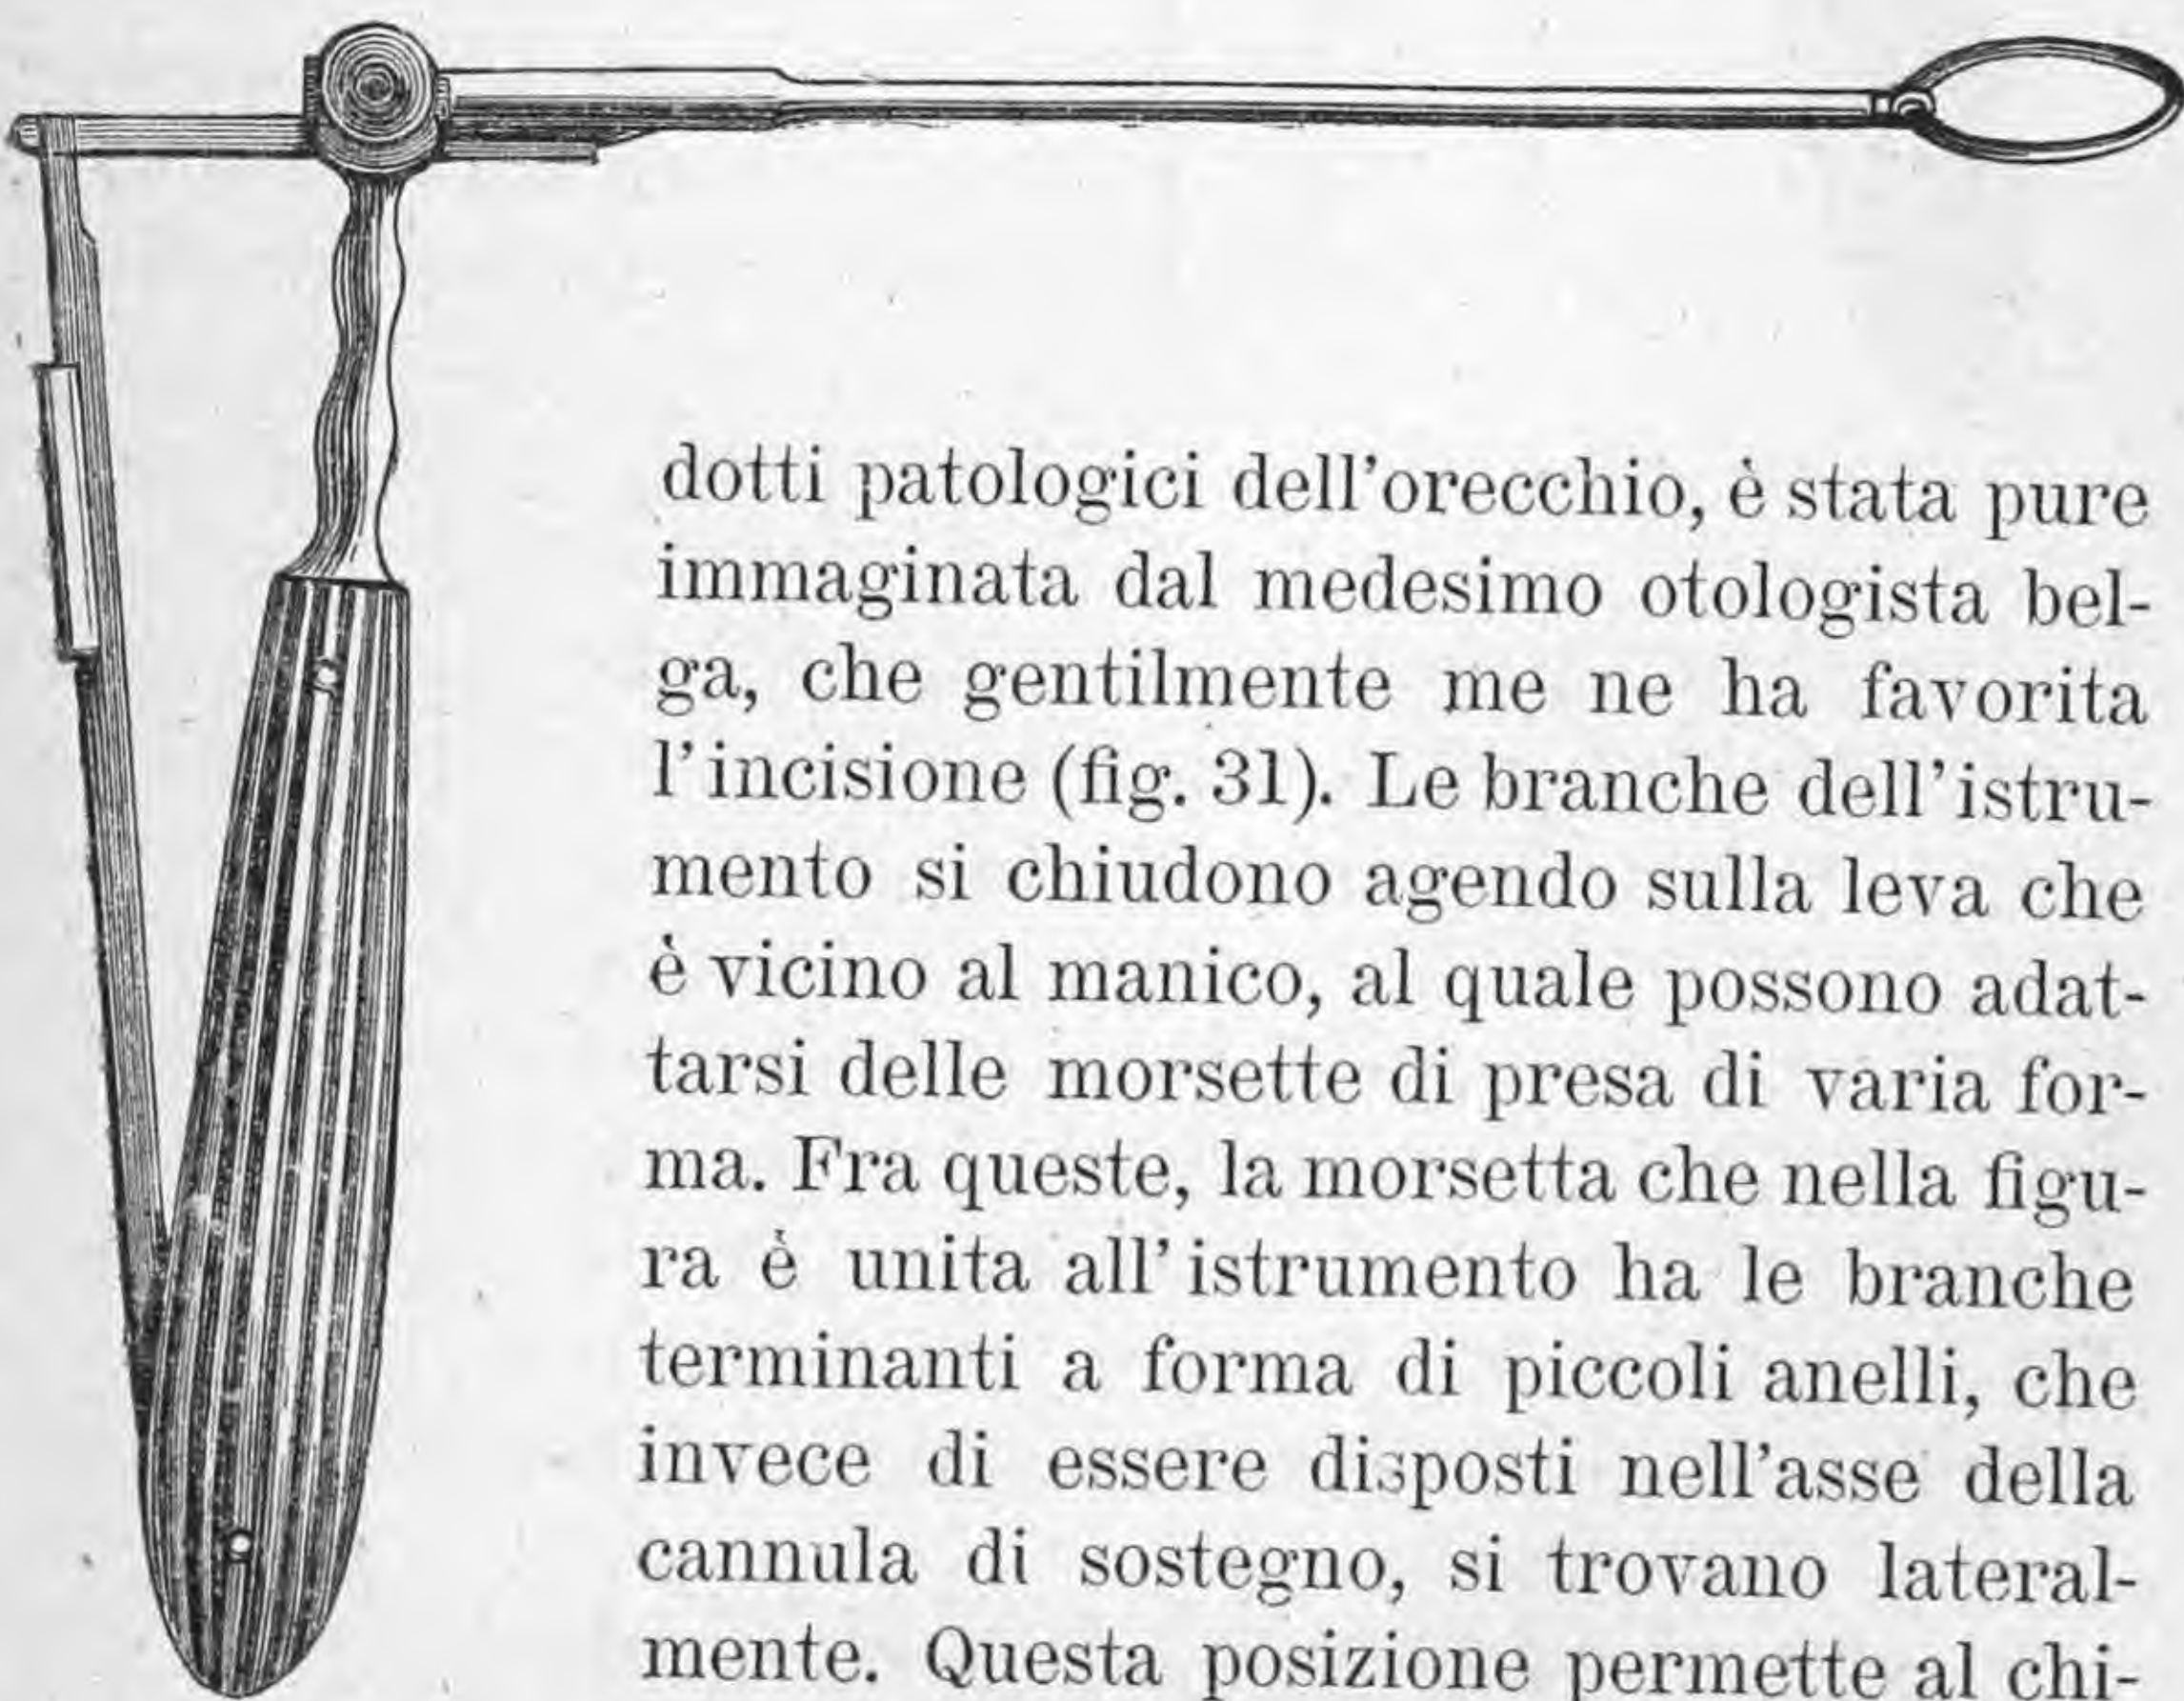 dotti patologici dell'orecchio, è stata pure
immaginata dal medesimo otologista bel-
ga, che gentilmente me ne ha favorita
l'incisione (fig. 31). Le branche dell'istru-
mento si chiudono agendo sulla leva che
è vicino al manico, al quale possono adat-
tarsi delle morsette di presa di varia for-
ma. Fra queste, la morsetta che nella figu-
ra è unita all'istrumento ha le branche
terminanti a forma di piccoli anelli, che
invece di essere disposti nell'asse della
cannula di sostegno, si trovano lateral-
mente. Questa posizione permette al chi-